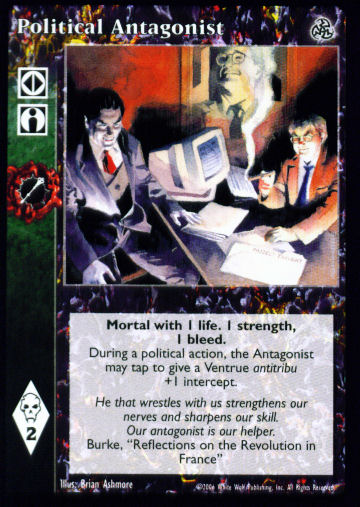 Political Antagonist
Mortal with 1 life. 1 strength,
1 bleed.
During a political action, the Antagonist
may tap to give a Ventrue antitribu
+1 intercept.
He that wrestles with us strengthens our
nerves and sharpens our skill.
Our antagonist is our helper.
Burke, "Reflections on the Revolution in
France"
2
Illus: Brian Ashmore
©2006 White Wolf Publishing, Inc. All Rights Reserved.